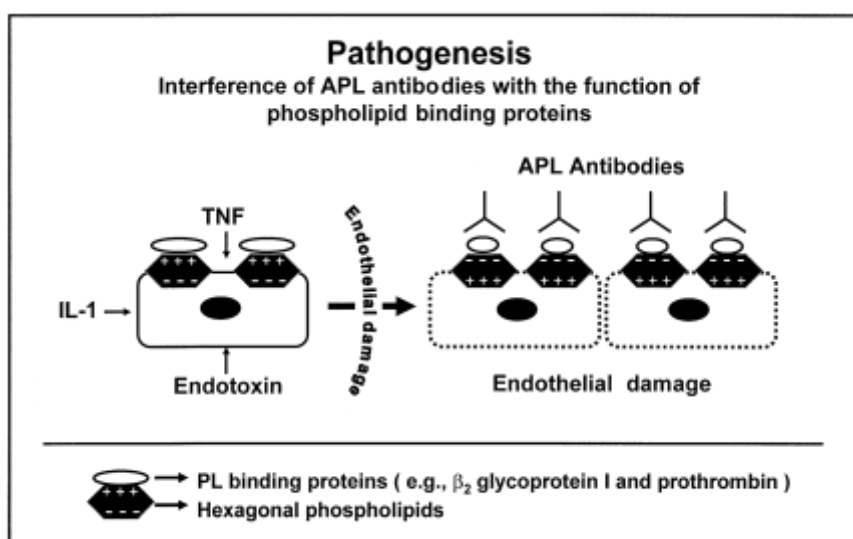 Pathogenesis
Interference of APL antibodies with the function of
phospholipid binding proteins
APL Antibodies
TNF
IL-1
Endotoxin
Endothelial damage
Endothelial damage
PL binding proteins ( e.g., β₂ glycoprotein I and prothrombin )
Hexagonal phospholipids